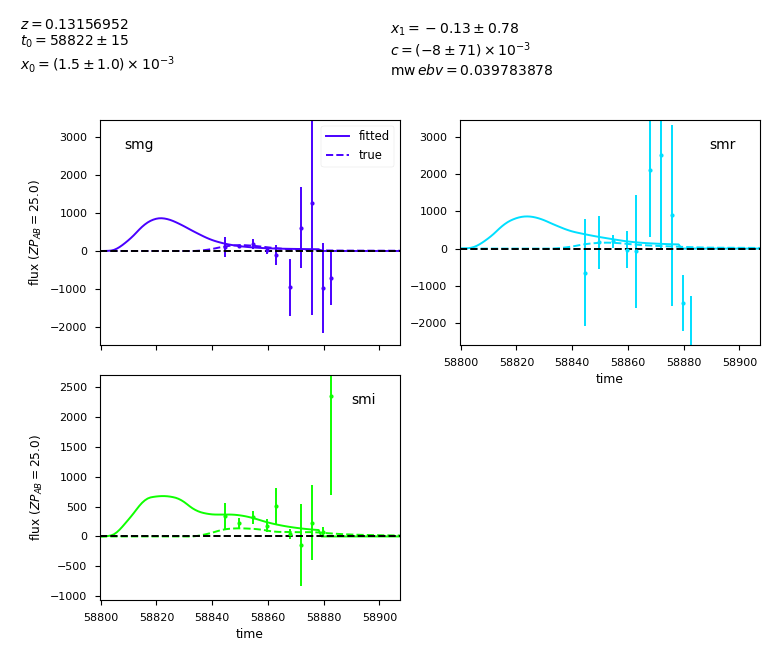 z = 0.13156952
t₀ = 58822 ± 15
x₀ = (1.5 ± 1.0) × 10⁻³
x₁ = −0.13 ± 0.78
c = (−8 ± 71) × 10⁻³
mw ebv = 0.039783878
smg
fitted
true
3000
2000
1000
0
−1000
−2000
flux (ZP_AB = 25.0)
smr
3000
2000
1000
0
−1000
−2000
58800 58820 58840 58860 58880 58900
time
smi
2500
2000
1500
1000
500
0
−500
−1000
flux (ZP_AB = 25.0)
58800 58820 58840 58860 58880 58900
time